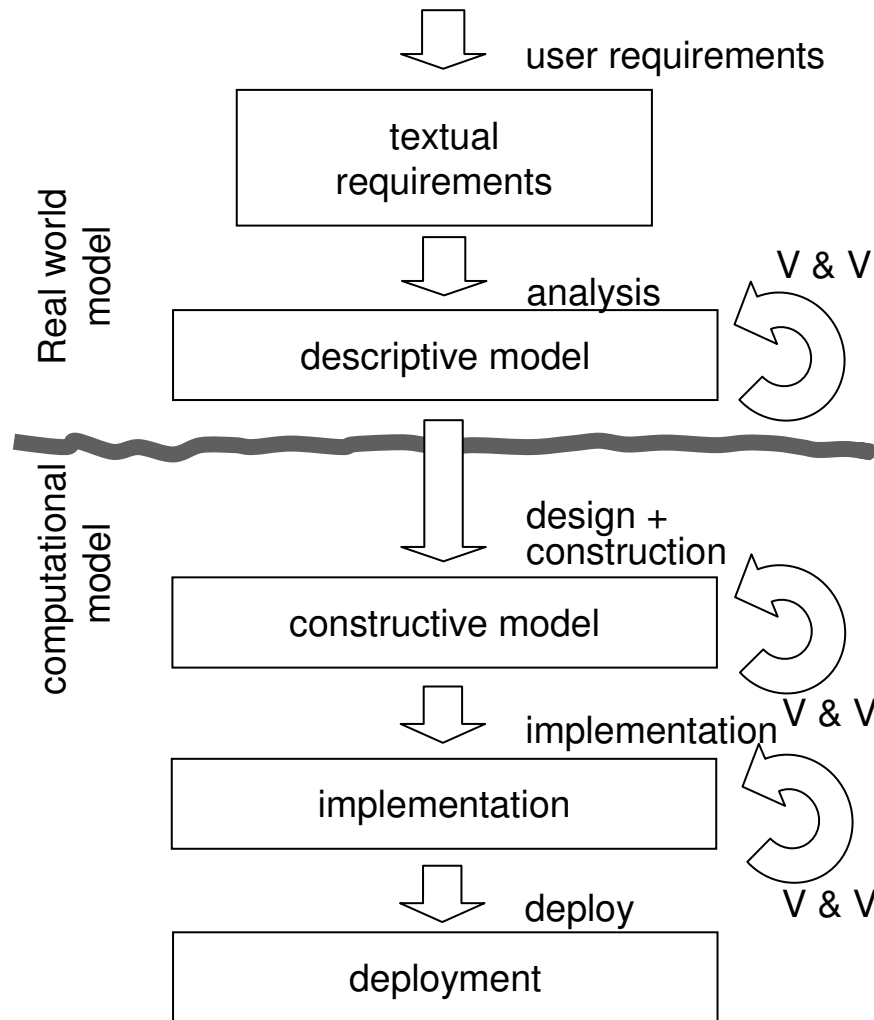 user requirements
textual
requirements
Real world
model
V & V
analysis
descriptive model
computational
model
design +
construction
constructive model
V & V
implementation
implementation
V & V
deploy
deployment